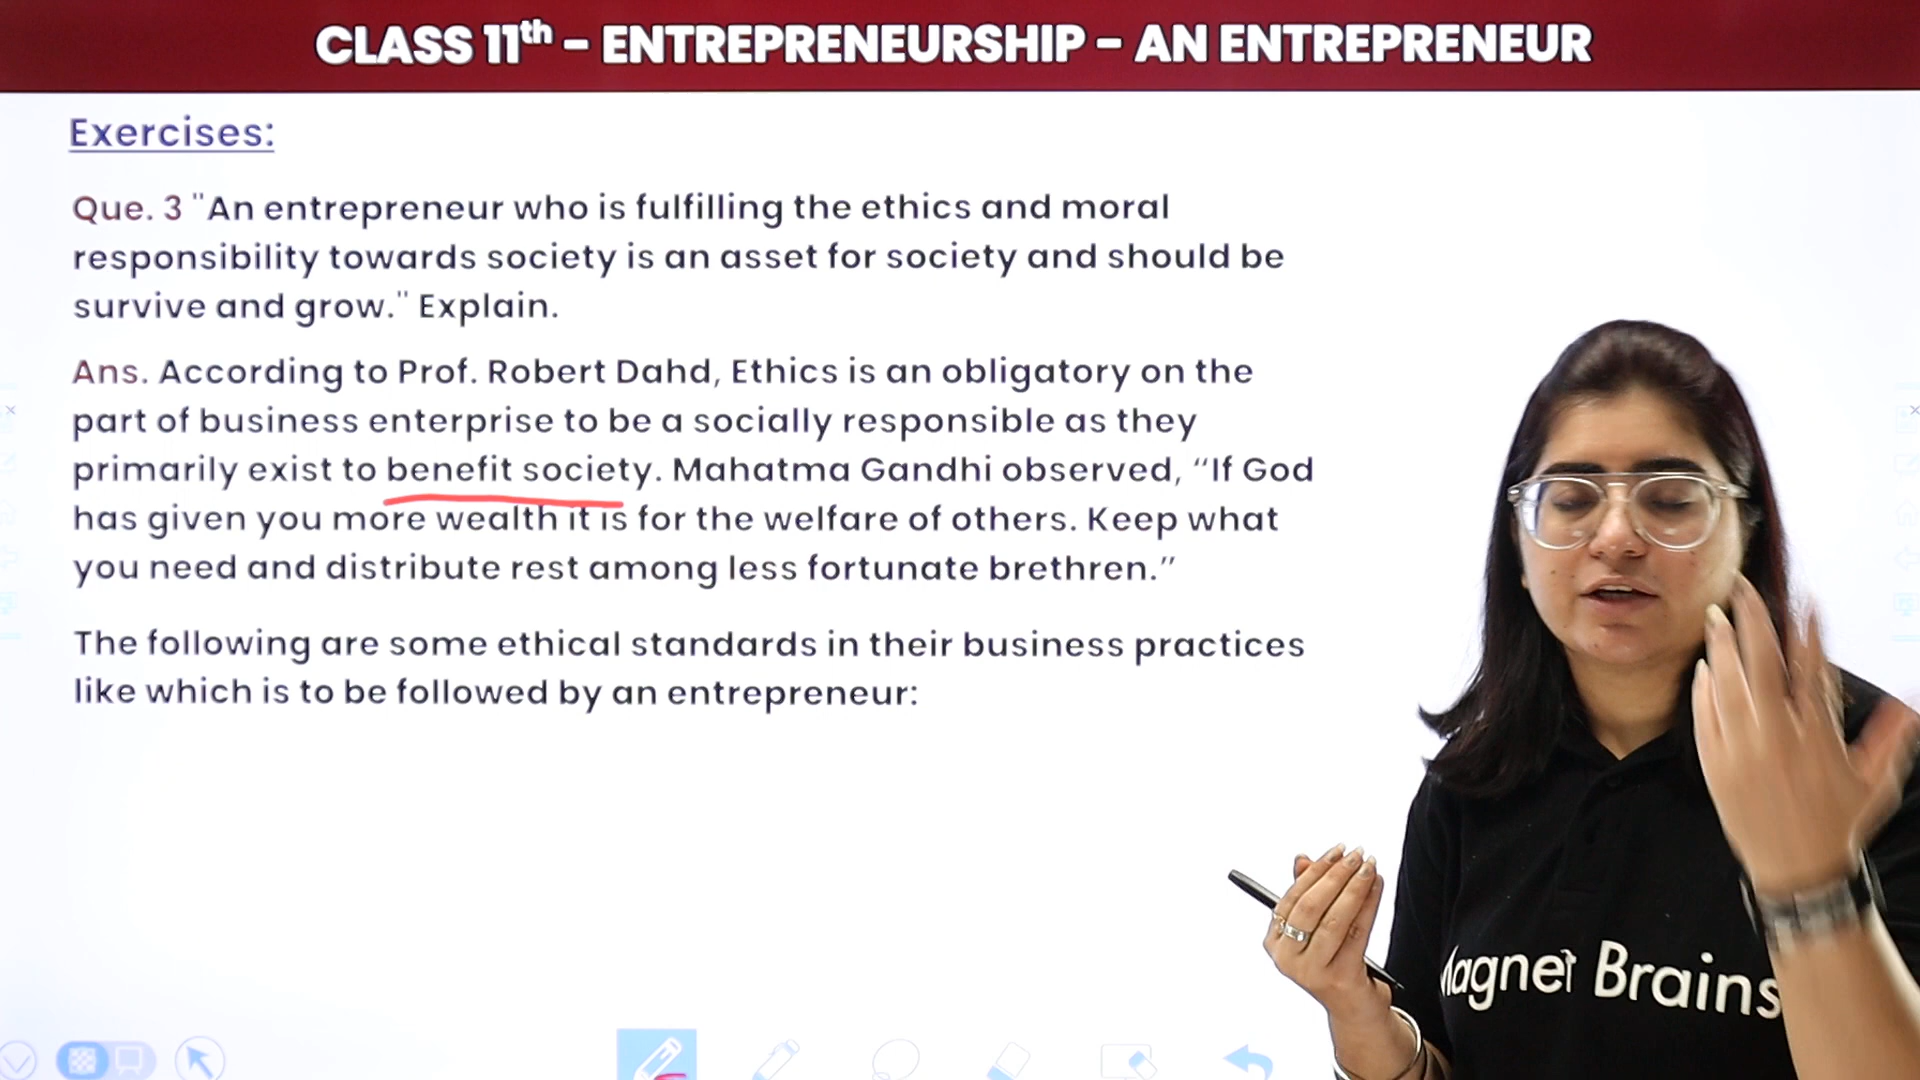 CLASS 11th - ENTREPRENEURSHIP - AN ENTREPRENEUR
Exercises:
Que. 3 "An entrepreneur who is fulfilling the ethics and moral
responsibility towards society is an asset for society and should be
survive and grow." Explain.
Ans. According to Prof. Robert Dahd, Ethics is an obligatory on the
part of business enterprise to be a socially responsible as they
primarily exist to benefit society. Mahatma Gandhi observed, “If God
has given you more wealth it is for the welfare of others. Keep what
you need and distribute rest among less fortunate brethren.”
The following are some ethical standards in their business practices
like which is to be followed by an entrepreneur:
Magnet Brains